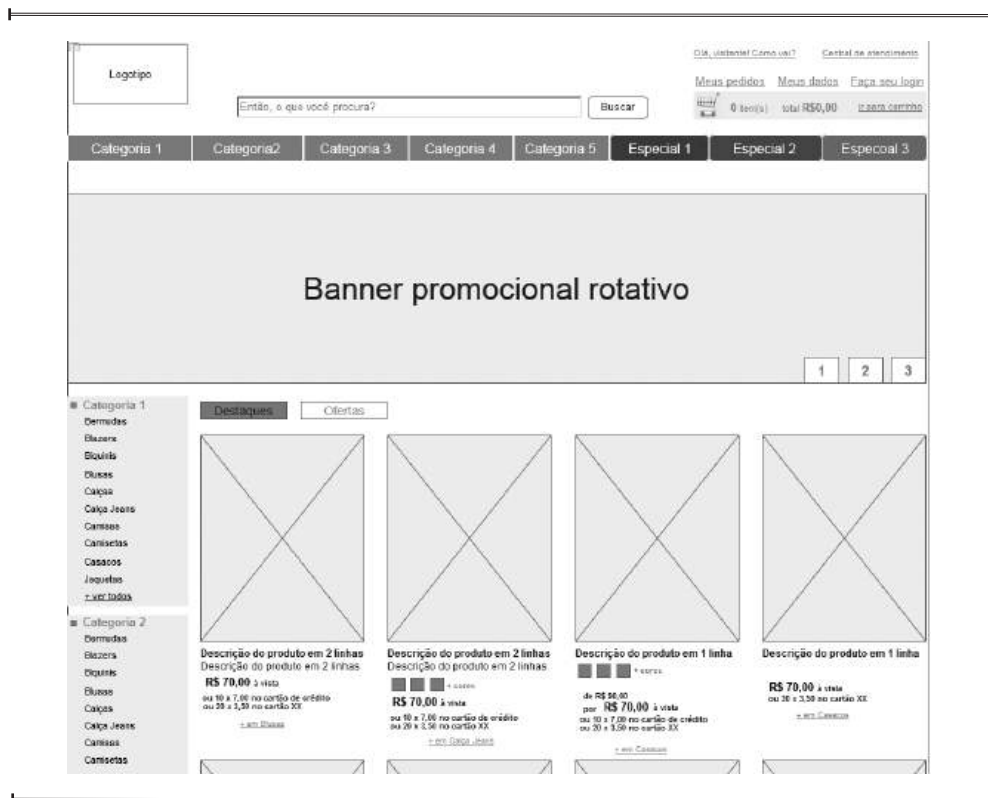 Logotipo
Olá, visitante! Como vai? Central de atendimento
Meus pedidos Meus dados Faça seu login
Então, o que você procura? Buscar
0 item(s) total R$0,00 ir para carrinho
Categoria 1 Categoria2 Categoria 3 Categoria 4 Categoria 5 Especial 1 Especial 2 Especoal 3
Banner promocional rotativo
1 2 3
Categoria 1
Bermudas
Blazers
Biquinis
Blusas
Calças
Calça Jeans
Camisas
Camisetas
Casacos
Jaquetas
+ ver todos
Categoria 2
Bermudas
Blazers
Biquinis
Blusas
Calças
Calça Jeans
Camisas
Camisetas
Destaques Ofertas
Descrição do produto em 2 linhas
Descrição do produto em 2 linhas
R$ 70,00 à vista
ou 10 x 7,00 no cartão de crédito
ou 20 x 3,50 no cartão XX
+ em Blusas
Descrição do produto em 2 linhas
Descrição do produto em 2 linhas
+ cores
R$ 70,00 à vista
ou 10 x 7,00 no cartão de crédito
ou 20 x 3,50 no cartão XX
+ em Calça Jeans
Descrição do produto em 1 linha
+ cores
de R$ 90,00
por R$ 70,00 à vista
ou 10 x 7,00 no cartão de crédito
ou 20 x 3,50 no cartão XX
+ em Casacos
Descrição do produto em 1 linha
R$ 70,00 à vista
ou 20 x 3,50 no cartão XX
+ em Casacos